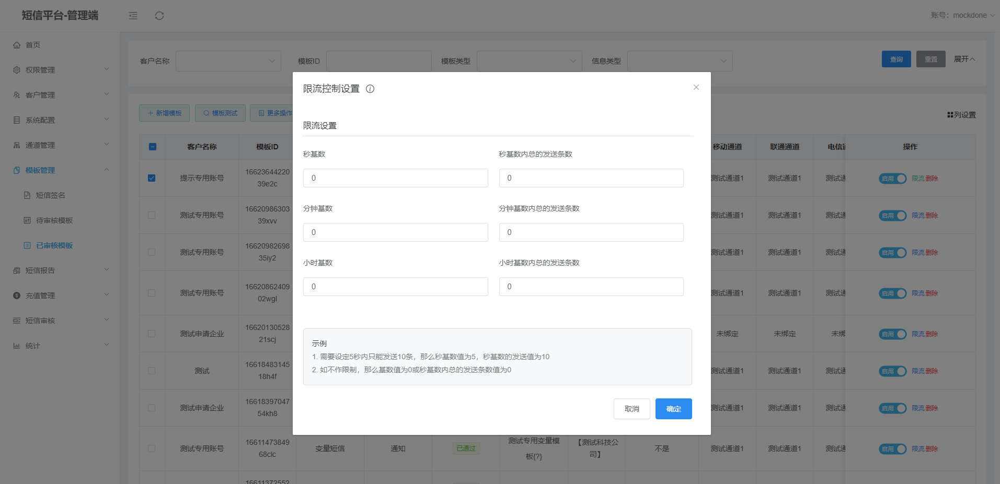 短信平台-管理端
账号：mockdone
首页
权限管理
客户管理
系统配置
通道管理
模板管理
短信签名
待审核模板
已审核模板
短信报告
充值管理
短信审核
统计
客户名称
模板ID
模板类型
信息类型
查询
重置
展开
新增模板
模板测试
更多操作
列设置
客户名称 模板ID 移动通道 联通通道 电信通 操作
提示专用账号 16623644220 测试通道1 测试通道1 测试通 启用 限流删除
39e2c
测试专用账号 16620986303 测试通道1 测试通道1 测试通 启用 限流删除
39xvv
测试专用账号 16620982698 测试通道1 测试通道1 测试通 启用 限流删除
35iy2
测试专用账号 16620862409 测试通道1 测试通道1 测试通 启用 限流删除
02wgl
测试申请企业 16620130528 未绑定 未绑定 未绑 启用 限流删除
21scj
测试 16618483145 测试通道1 测试通道1 测试通 启用 限流删除
18h4f
测试申请企业 16618397047 测试通道1 测试通道1 测试通 启用 限流删除
54kh8
测试专用账号 16611473849 变量短信 通知 已通过 测试专用变量模 【测试科技公 不是 测试通道1 测试通道1 测试通 启用 限流删除
68clc 板{?} 司】
16611372552
限流控制设置
限流设置
秒基数 秒基数内总的发送条数
0 0
分钟基数 分钟基数内总的发送条数
0 0
小时基数 小时基数内总的发送条数
0 0
示例
1. 需要设定5秒内只能发送10条，那么秒基数值为5，秒基数的发送值为10
2. 如不作限制，那么基数值为0或秒基数内总的发送条数值为0
取消 确定